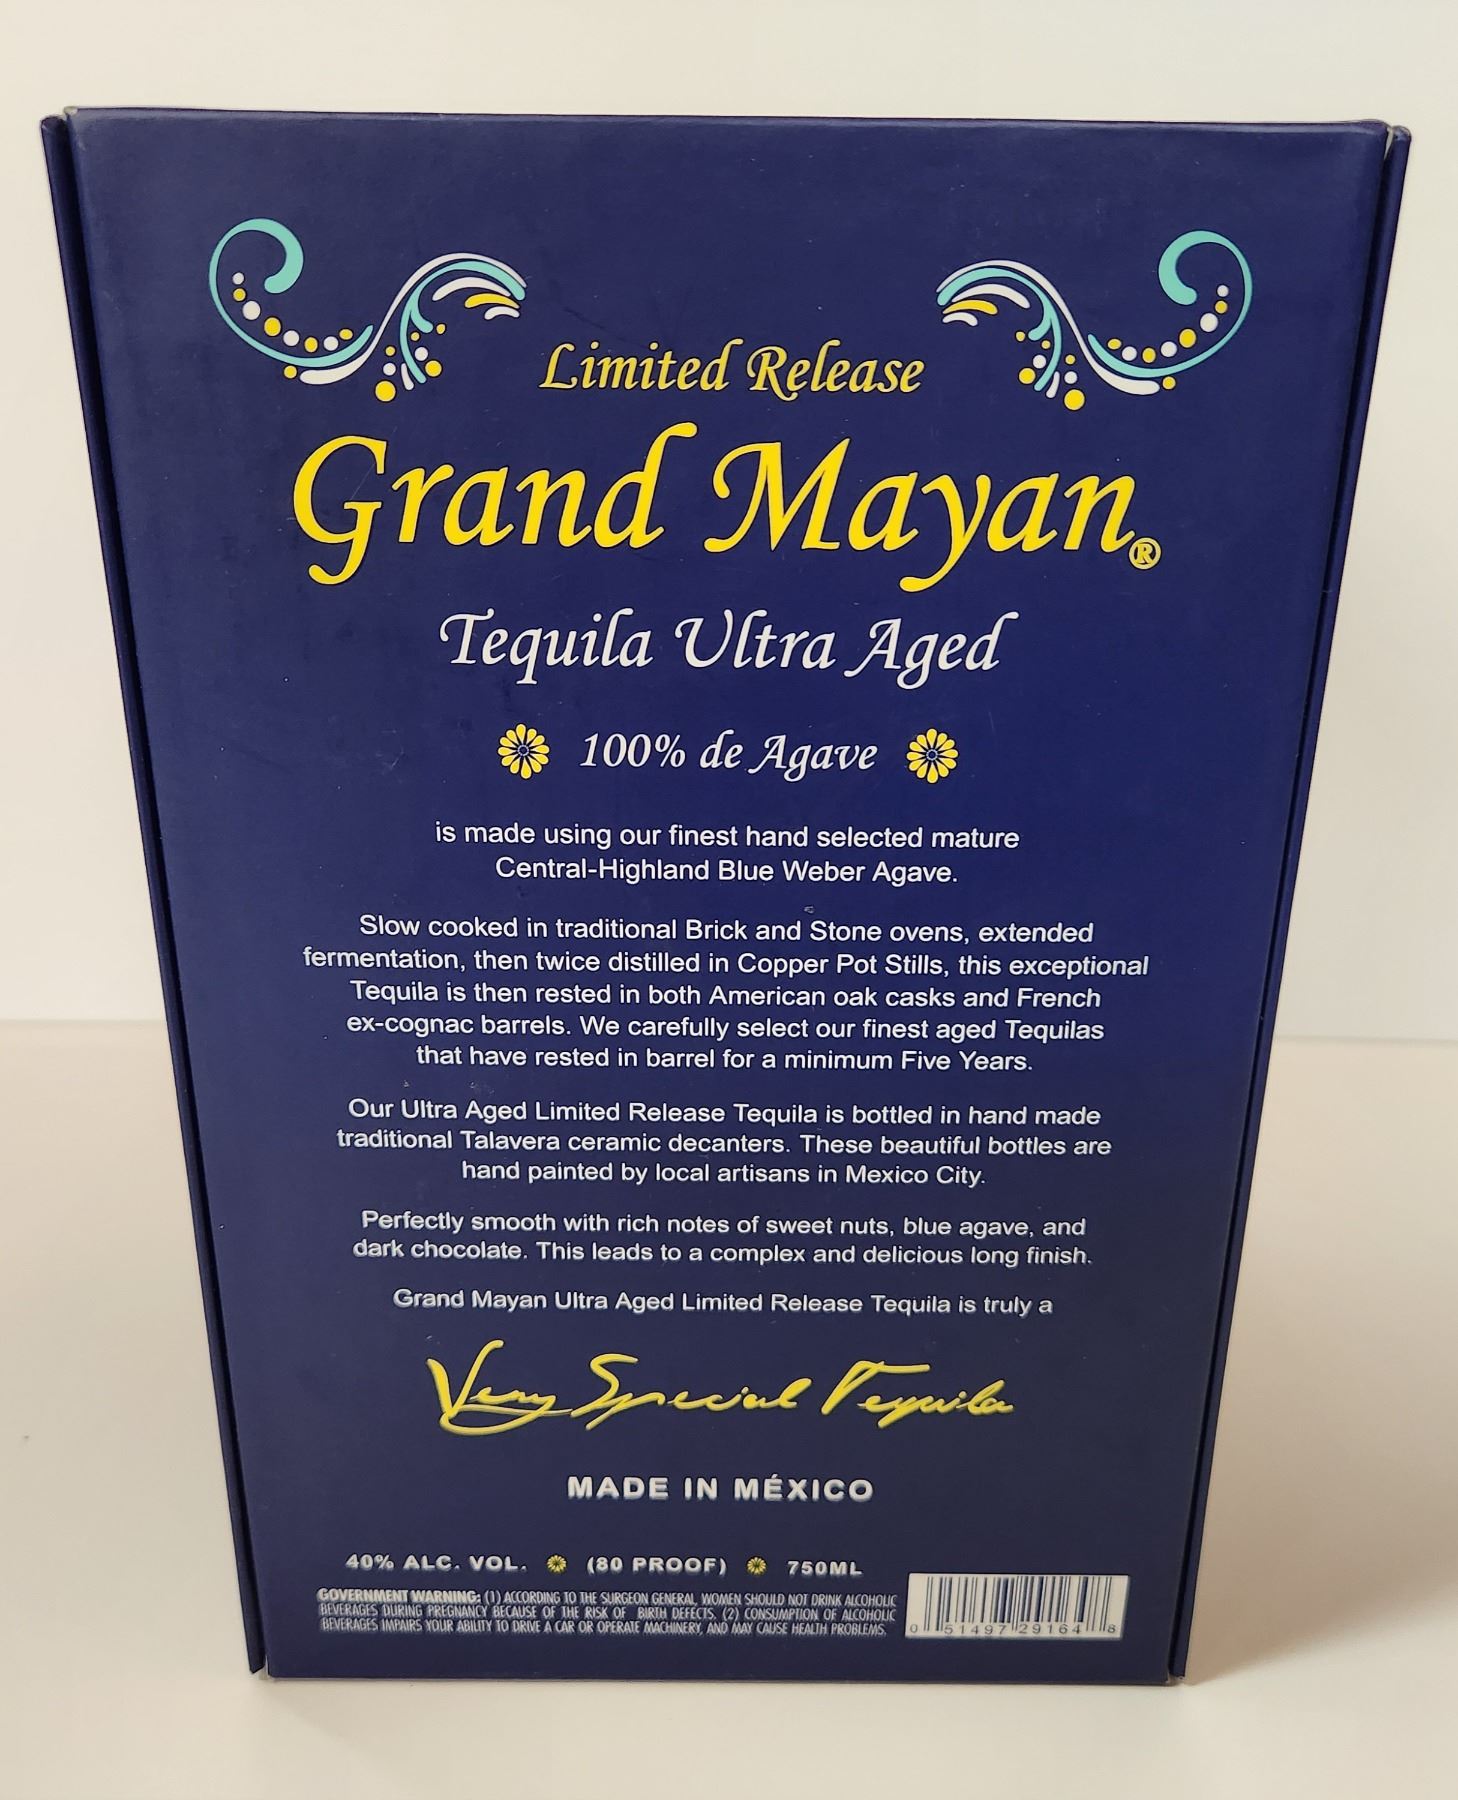 Limited Release
Grand Mayan®
Tequila Ultra Aged
100% de Agave
is made using our finest hand selected mature
Central-Highland Blue Weber Agave.
Slow cooked in traditional Brick and Stone ovens, extended
fermentation, then twice distilled in Copper Pot Stills, this exceptional
Tequila is then rested in both American oak casks and French
ex-cognac barrels. We carefully select our finest aged Tequilas
that have rested in barrel for a minimum Five Years.
Our Ultra Aged Limited Release Tequila is bottled in hand made
traditional Talavera ceramic decanters. These beautiful bottles are
hand painted by local artisans in Mexico City.
Perfectly smooth with rich notes of sweet nuts, blue agave, and
dark chocolate. This leads to a complex and delicious long finish.
Grand Mayan Ultra Aged Limited Release Tequila is truly a
Very Special Tequila
MADE IN MÉXICO
40% ALC. VOL. (80 PROOF) 750ML
GOVERNMENT WARNING: (1) ACCORDING TO THE SURGEON GENERAL, WOMEN SHOULD NOT DRINK ALCOHOLIC
BEVERAGES DURING PREGNANCY BECAUSE OF THE RISK OF BIRTH DEFECTS. (2) CONSUMPTION OF ALCOHOLIC
BEVERAGES IMPAIRS YOUR ABILITY TO DRIVE A CAR OR OPERATE MACHINERY, AND MAY CAUSE HEALTH PROBLEMS.
0 51497 29164 8